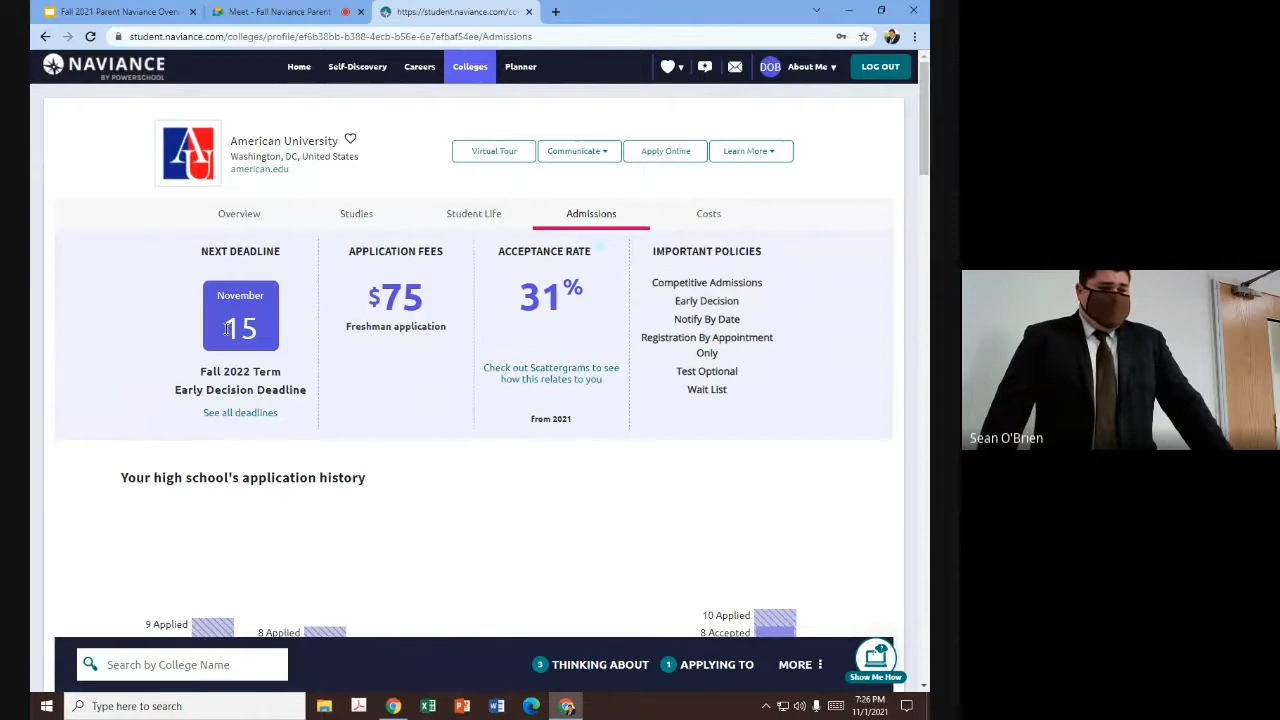 Fall 2021 Parent Naviance Overv
Meet - Fall Naviance Parent
https://student.naviance.com/col
student.naviance.com/colleges/profile/ef6b38bb-b388-4ecb-b56e-6e7efbaf54ee/Admissions
NAVIANCE
BY POWERSCHOOL
Home
Self-Discovery
Careers
Colleges
Planner
DOB
About Me
LOG OUT
AU
American University
Washington, DC, United States
american.edu
Virtual Tour
Communicate
Apply Online
Learn More
Overview
Studies
Student Life
Admissions
Costs
NEXT DEADLINE
November
15
Fall 2022 Term
Early Decision Deadline
See all deadlines
APPLICATION FEES
$75
Freshman application
ACCEPTANCE RATE
31%
Check out Scattergrams to see
how this relates to you
from 2021
IMPORTANT POLICIES
Competitive Admissions
Early Decision
Notify By Date
Registration By Appointment
Only
Test Optional
Wait List
Your high school's application history
9 Applied
8 Applied
10 Applied
8 Accepted
Search by College Name
3 THINKING ABOUT
1 APPLYING TO
MORE
Show Me How
Type here to search
7:26 PM
11/1/2021
Sean O'Brien